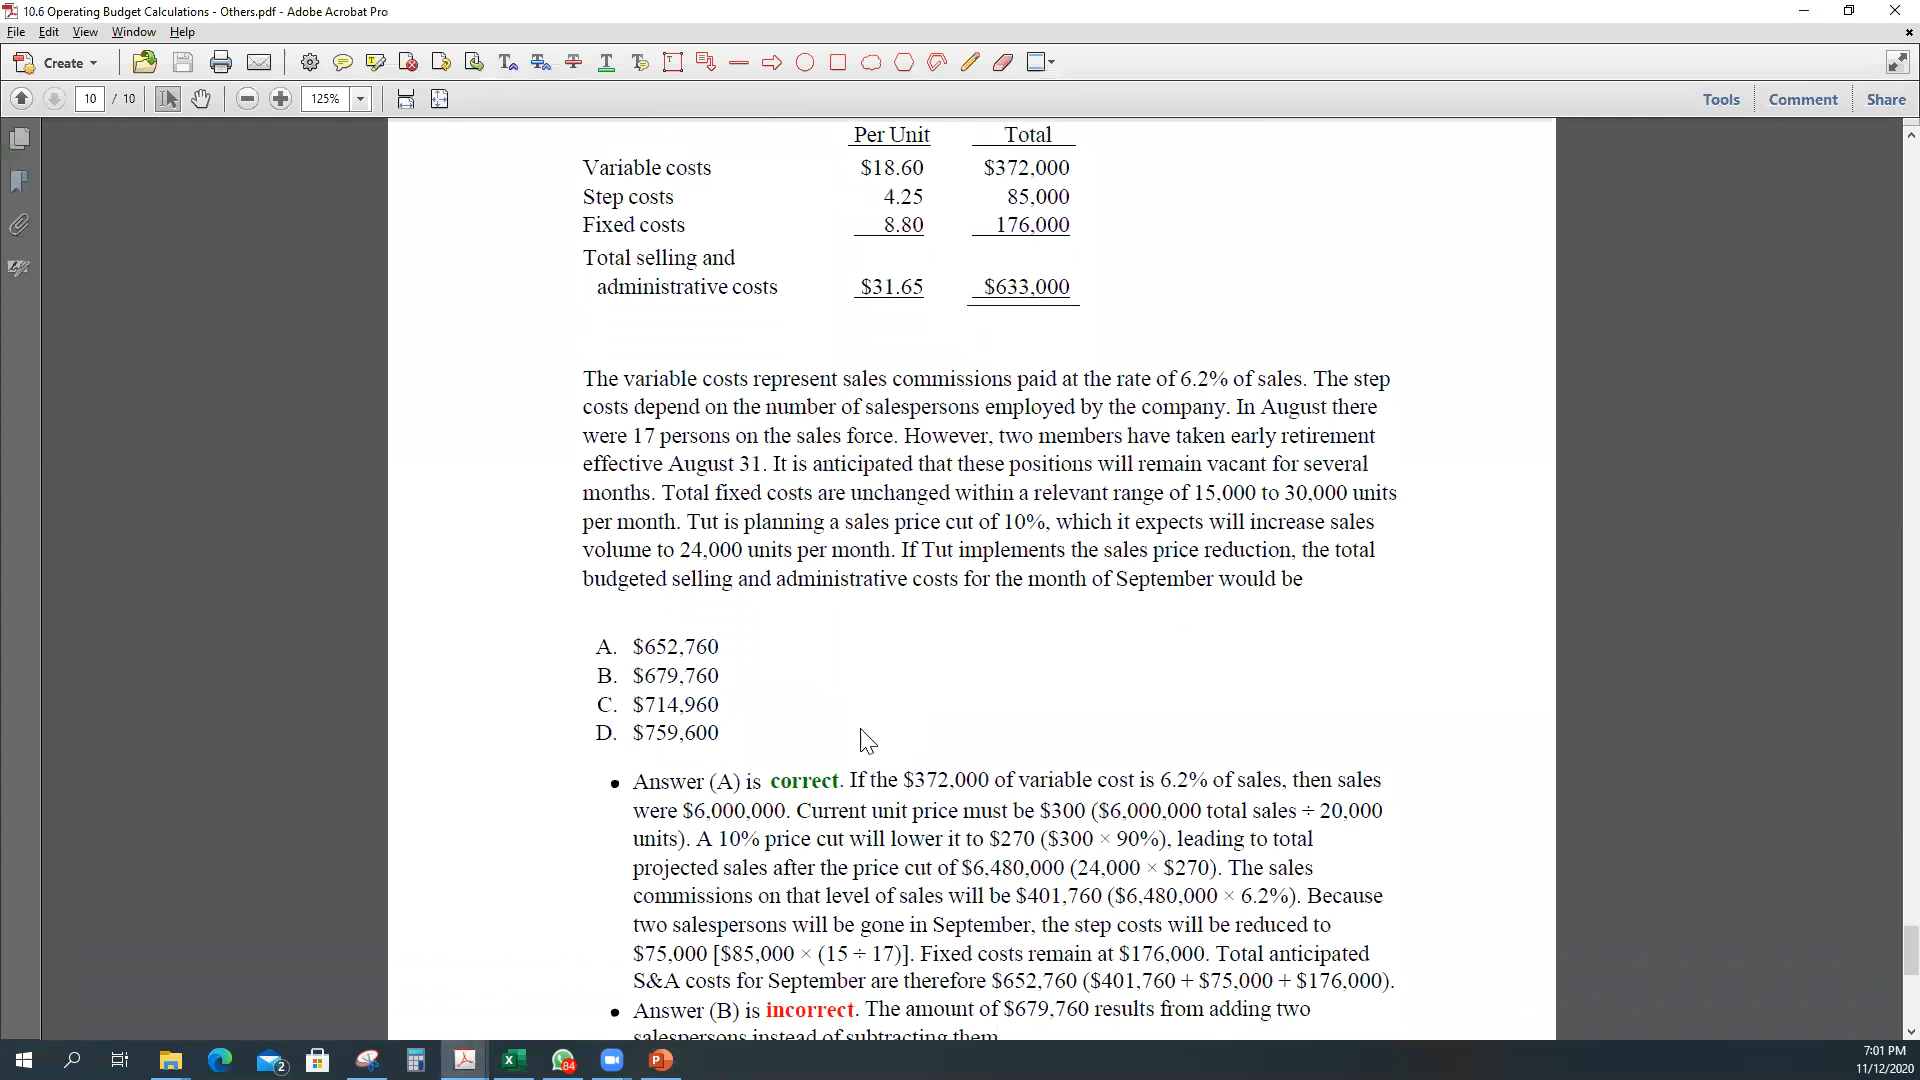 10.6 Operating Budget Calculations - Others.pdf - Adobe Acrobat Pro
File Edit View Window Help
Create
10 / 10 125% Tools Comment Share
Per Unit Total
Variable costs $18.60 $372,000
Step costs 4.25 85,000
Fixed costs 8.80 176,000
Total selling and
administrative costs $31.65 $633,000
The variable costs represent sales commissions paid at the rate of 6.2% of sales. The step
costs depend on the number of salespersons employed by the company. In August there
were 17 persons on the sales force. However, two members have taken early retirement
effective August 31. It is anticipated that these positions will remain vacant for several
months. Total fixed costs are unchanged within a relevant range of 15,000 to 30,000 units
per month. Tut is planning a sales price cut of 10%, which it expects will increase sales
volume to 24,000 units per month. If Tut implements the sales price reduction, the total
budgeted selling and administrative costs for the month of September would be
A. $652,760
B. $679,760
C. $714,960
D. $759,600
• Answer (A) is correct. If the $372,000 of variable cost is 6.2% of sales, then sales
were $6,000,000. Current unit price must be $300 ($6,000,000 total sales ÷ 20,000
units). A 10% price cut will lower it to $270 ($300 × 90%), leading to total
projected sales after the price cut of $6,480,000 (24,000 × $270). The sales
commissions on that level of sales will be $401,760 ($6,480,000 × 6.2%). Because
two salespersons will be gone in September, the step costs will be reduced to
$75,000 [$85,000 × (15 ÷ 17)]. Fixed costs remain at $176,000. Total anticipated
S&A costs for September are therefore $652,760 ($401,760 + $75,000 + $176,000).
• Answer (B) is incorrect. The amount of $679,760 results from adding two
salespersons instead of subtracting them.
2
84
7:01 PM
11/12/2020